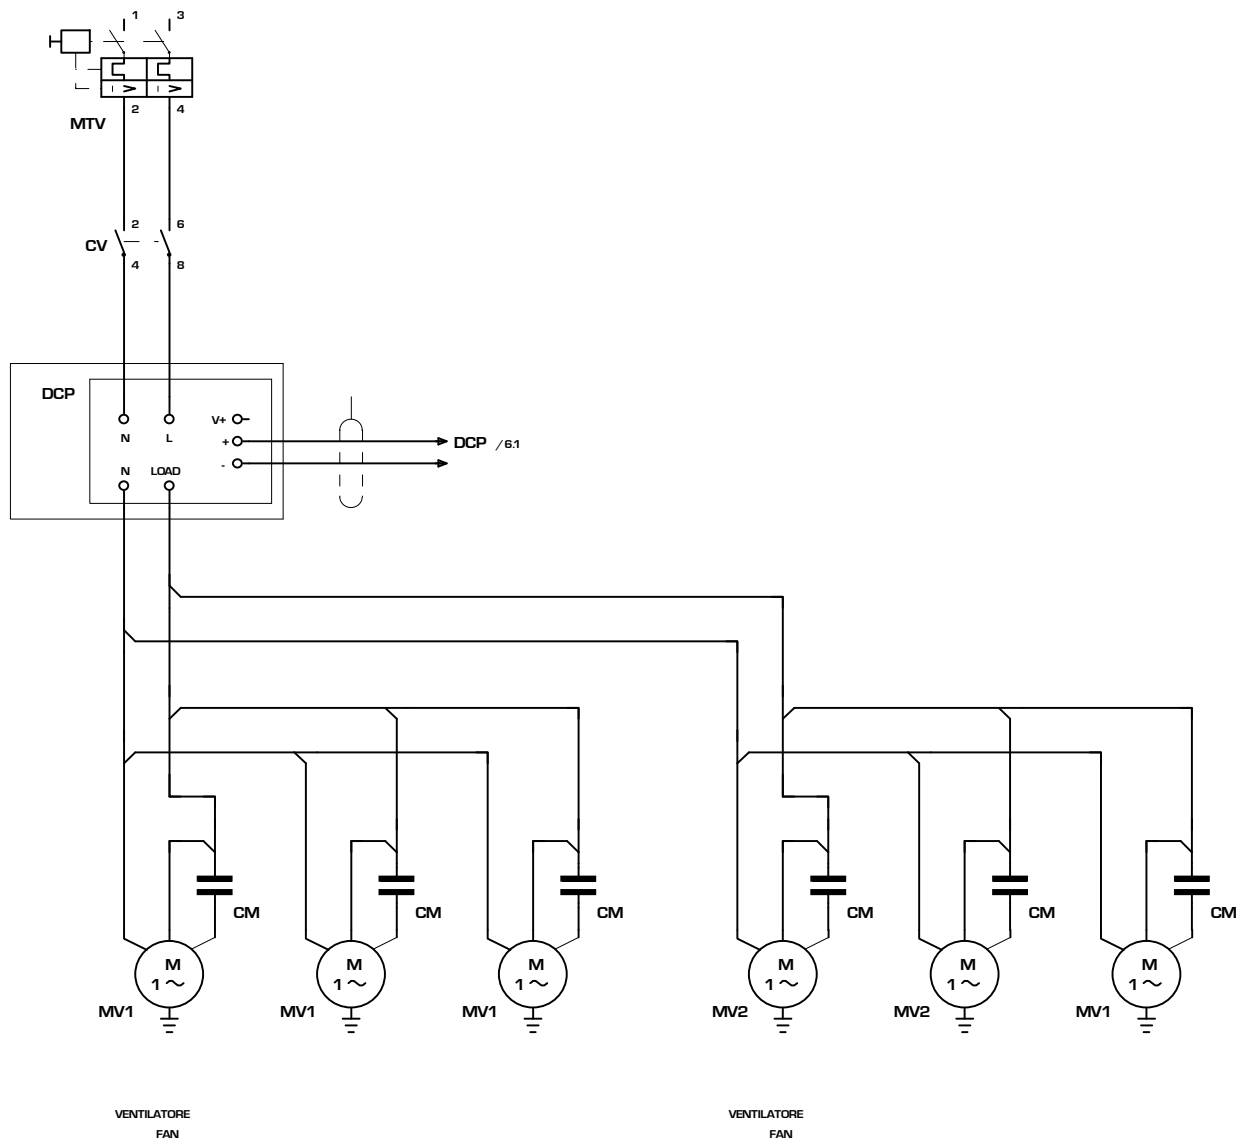 1 3
2 4
MTV
2 6
CV
4 8
DCP
V+
N L
+
DCP /6.1
N LOAD
-
CM CM CM CM CM CM
M M M M M M
1~ 1~ 1~ 1~ 1~ 1~
MV1 MV1 MV1 MV2 MV2 MV1
VENTILATORE VENTILATORE
FAN FAN